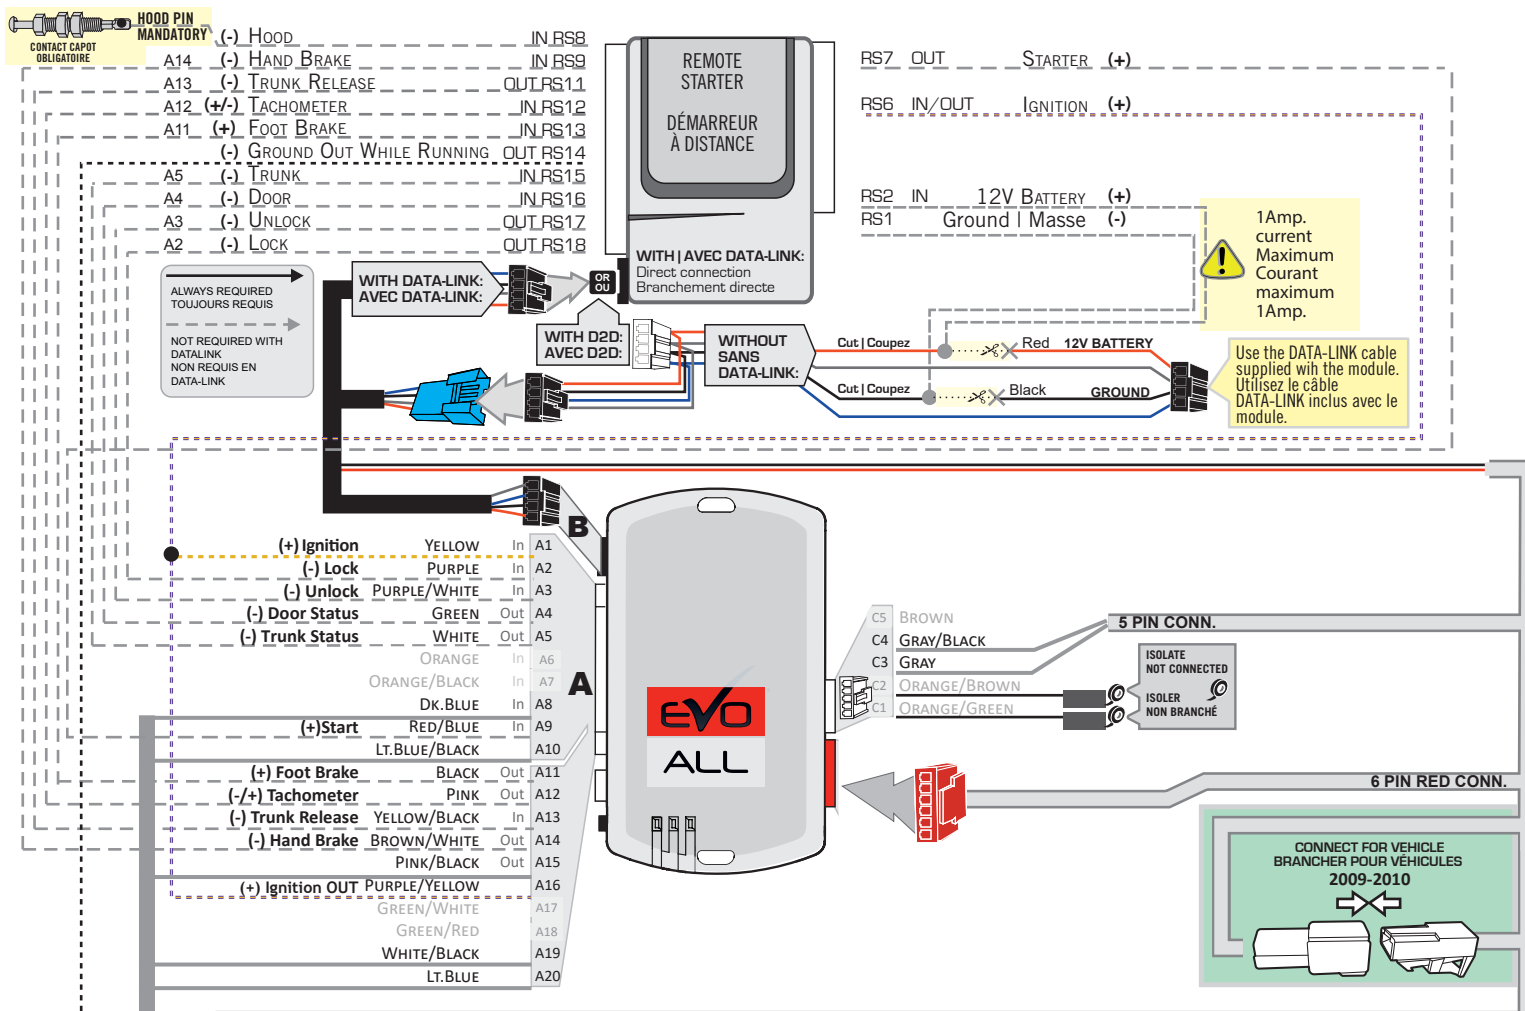 HOOD PIN
MANDATORY
CONTACT CAPOT
OBLIGATOIRE
(-) HOOD IN RS8
A14 (-) HAND BRAKE IN RS9
A13 (-) TRUNK RELEASE OUT RS11
A12 (+/-) TACHOMETER IN RS12
A11 (+) FOOT BRAKE IN RS13
(-) GROUND OUT WHILE RUNNING OUT RS14
A5 (-) TRUNK IN RS15
A4 (-) DOOR IN RS16
A3 (-) UNLOCK OUT RS17
A2 (-) LOCK OUT RS18
REMOTE
STARTER
DÉMARREUR
À DISTANCE
WITH | AVEC DATA-LINK:
Direct connection
Branchement directe
RS7 OUT STARTER (+)
RS6 IN/OUT IGNITION (+)
RS2 IN 12V BATTERY (+)
RS1 Ground | Masse (-)
1Amp.
current
Maximum
Courant
maximum
1Amp.
ALWAYS REQUIRED
TOUJOURS REQUIS
NOT REQUIRED WITH
DATALINK
NON REQUIS EN
DATA-LINK
WITH DATA-LINK:
AVEC DATA-LINK:
OR
OU
WITH D2D:
AVEC D2D:
WITHOUT
SANS
DATA-LINK:
Cut | Coupez Red 12V BATTERY
Cut | Coupez Black GROUND
Use the DATA-LINK cable
supplied wih the module.
Utilisez le câble
DATA-LINK inclus avec le
module.
B
A
(+) Ignition YELLOW In A1
(-) Lock PURPLE In A2
(-) Unlock PURPLE/WHITE In A3
(-) Door Status GREEN Out A4
(-) Trunk Status WHITE Out A5
ORANGE In A6
ORANGE/BLACK In A7
DK.BLUE In A8
(+)Start RED/BLUE In A9
LT.BLUE/BLACK A10
(+) Foot Brake BLACK Out A11
(-/+) Tachometer PINK Out A12
(-) Trunk Release YELLOW/BLACK In A13
(-) Hand Brake BROWN/WHITE Out A14
PINK/BLACK Out A15
(+) Ignition OUT PURPLE/YELLOW A16
GREEN/WHITE A17
GREEN/RED A18
WHITE/BLACK A19
LT.BLUE A20
EVO
ALL
C5 BROWN
C4 GRAY/BLACK
C3 GRAY
C2 ORANGE/BROWN
C1 ORANGE/GREEN
5 PIN CONN.
ISOLATE
NOT CONNECTED
ISOLER
NON BRANCHÉ
6 PIN RED CONN.
CONNECT FOR VEHICLE
BRANCHER POUR VÉHICULES
2009-2010